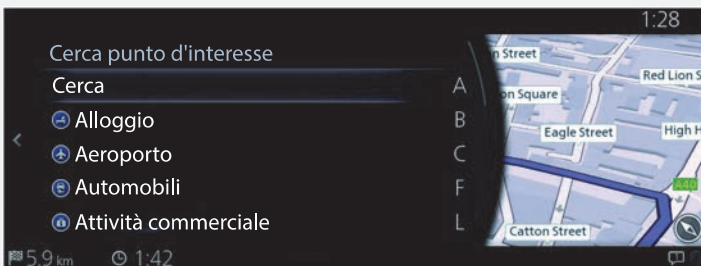 1:28
Cerca punto d'interesse
Cerca
Alloggio
Aeroporto
Automobili
Attività commerciale
A
B
C
F
L
Street
Square
Red Lion
Eagle Street
High
A40
Catton Street
5.9 km
1:42